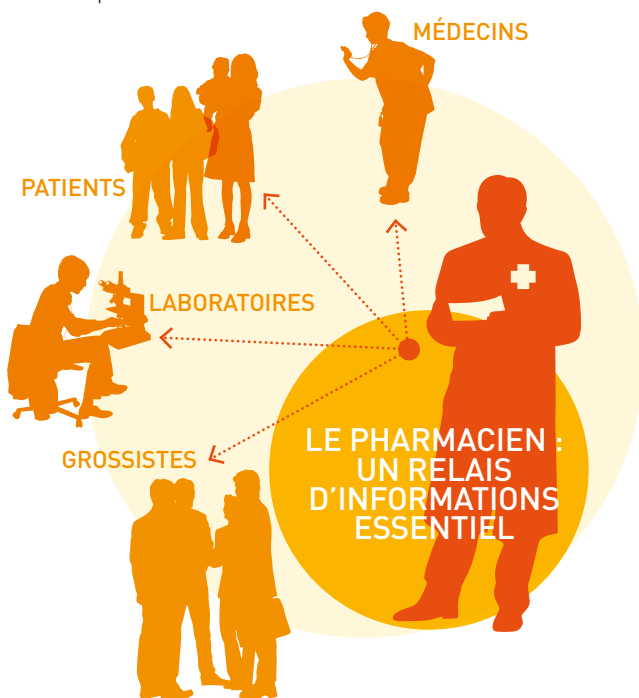 MÉDECINS
PATIENTS
LABORATOIRES
GROSSISTES
LE PHARMACIEN :
UN RELAIS
D'INFORMATIONS
ESSENTIEL